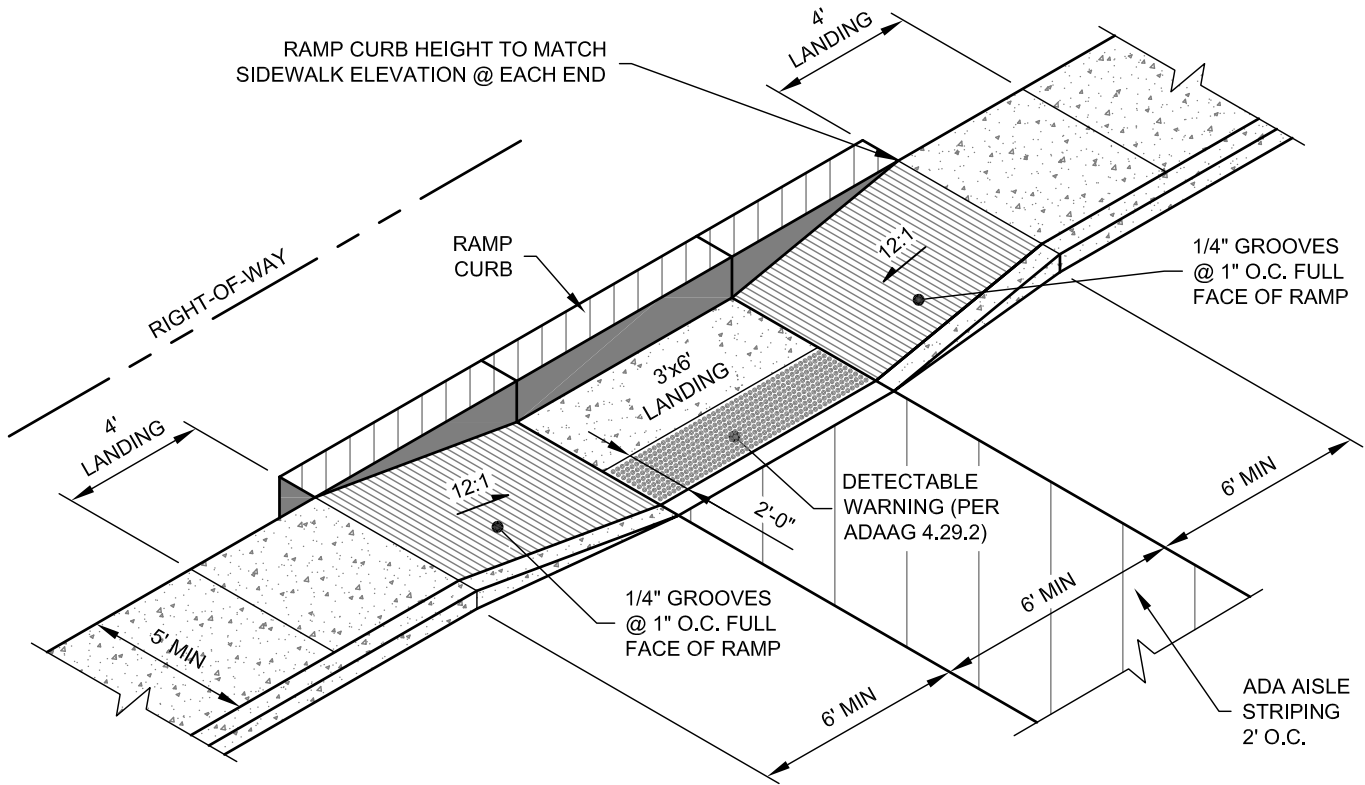 4'
LANDING
RAMP CURB HEIGHT TO MATCH
SIDEWALK ELEVATION @ EACH END
RIGHT-OF-WAY
RAMP
CURB
12:1
1/4" GROOVES
@ 1" O.C. FULL
FACE OF RAMP
3'x6'
LANDING
4'
LANDING
12:1
2'-0"
DETECTABLE
WARNING (PER
ADAAG 4.29.2)
6' MIN
6' MIN
6' MIN
1/4" GROOVES
@ 1" O.C. FULL
FACE OF RAMP
5' MIN
ADA AISLE
STRIPING
2' O.C.